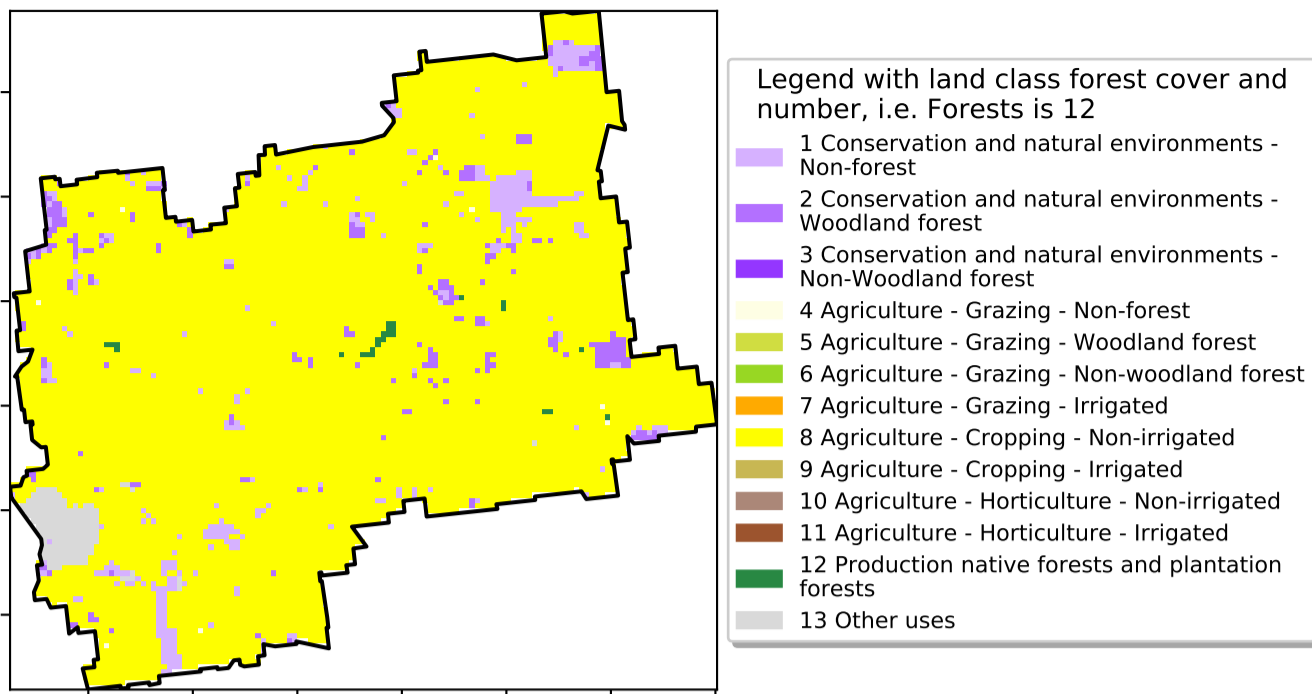 Legend with land class forest cover and
number, i.e. Forests is 12
1 Conservation and natural environments -
Non-forest
2 Conservation and natural environments -
Woodland forest
3 Conservation and natural environments -
Non-Woodland forest
4 Agriculture - Grazing - Non-forest
5 Agriculture - Grazing - Woodland forest
6 Agriculture - Grazing - Non-woodland forest
7 Agriculture - Grazing - Irrigated
8 Agriculture - Cropping - Non-irrigated
9 Agriculture - Cropping - Irrigated
10 Agriculture - Horticulture - Non-irrigated
11 Agriculture - Horticulture - Irrigated
12 Production native forests and plantation
forests
13 Other uses